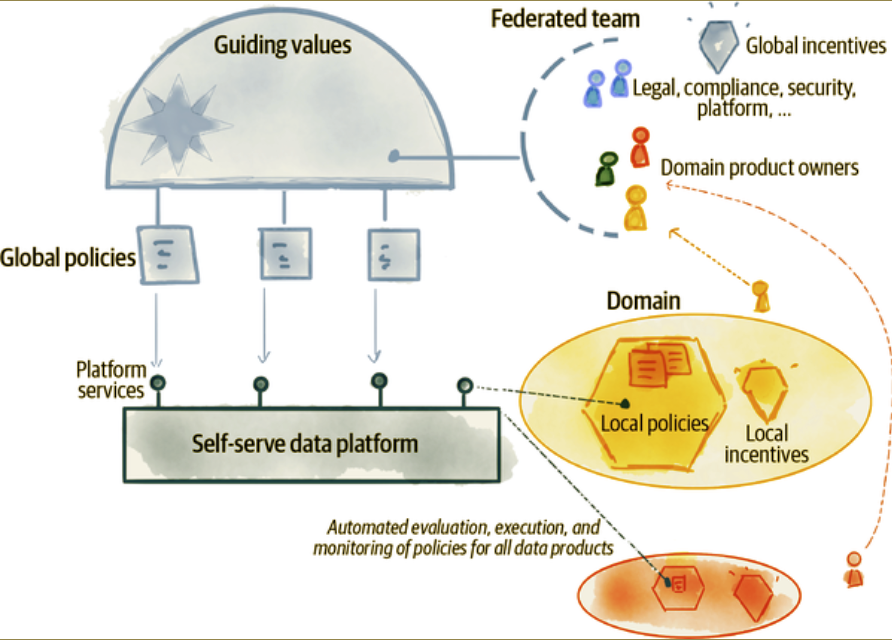 Guiding values
Federated team
Global incentives
Legal, compliance, security,
platform, ...
Domain product owners
Global policies
Domain
Platform
services
Self-serve data platform
Local policies
Local
incentives
Automated evaluation, execution, and
monitoring of policies for all data products